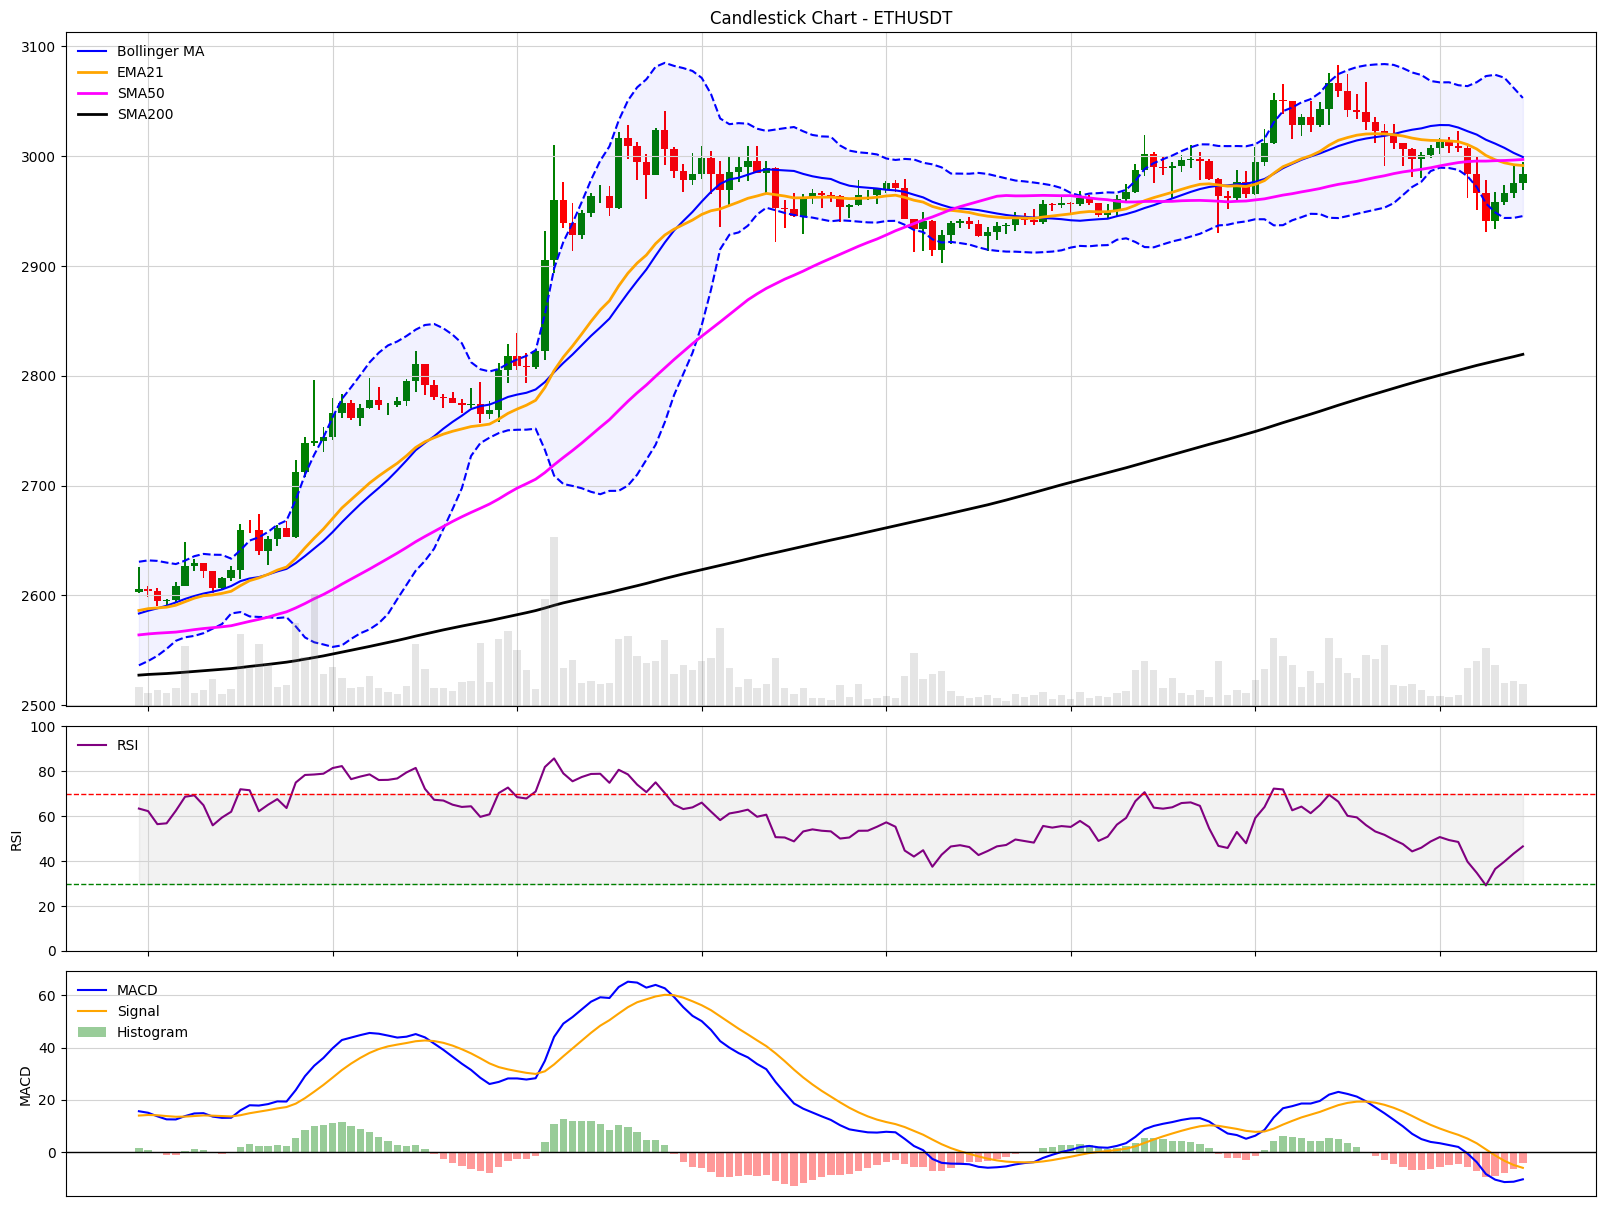 Candlestick Chart - ETHUSDT
Bollinger MA
EMA21
SMA50
SMA200
3100
3000
2900
2800
2700
2600
2500
RSI
100
80
60
40
20
0
RSI
MACD
Signal
Histogram
60
40
20
0
MACD